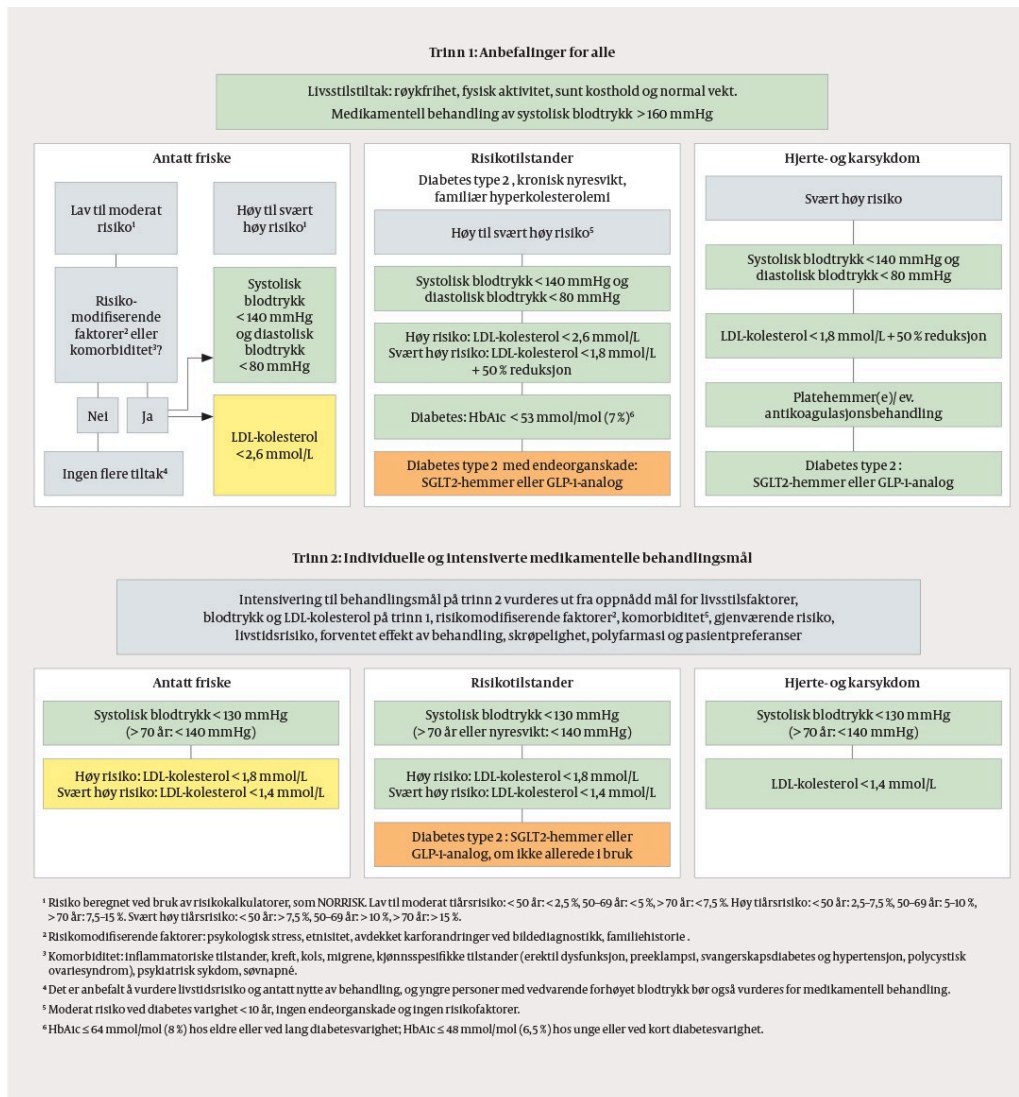 Trinn 1: Anbefalinger for alle
Livsstilstiltak: røykfrihet, fysisk aktivitet, sunt kosthold og normal vekt.
Medikamentell behandling av systolisk blodtrykk >160 mmHg
Antatt friske
Lav til moderat
risiko¹
Høy til svært
høy risiko¹
Risiko-
modifiserende
faktorer² eller
komorbiditet³?
Systolisk
blodtrykk
<140 mmHg
og diastolisk
blodtrykk
<80 mmHg
Nei
Ja
LDL-kolesterol
<2,6 mmol/L
Ingen flere tiltak⁴
Risikotilstander
Diabetes type 2, kronisk nyresvikt,
familiær hyperkolesterolemi
Høy til svært høy risiko⁵
Systolisk blodtrykk <140 mmHg og
diastolisk blodtrykk <80 mmHg
Høy risiko: LDL-kolesterol <2,6 mmol/L
Svært høy risiko: LDL-kolesterol <1,8 mmol/L
+ 50 % reduksjon
Diabetes: HbA1c < 53 mmol/mol (7 %)⁶
Diabetes type 2 med endeorganskade:
SGLT2-hemmer eller GLP-1-analog
Hjerte- og karsykdom
Svært høy risiko
Systolisk blodtrykk <140 mmHg og
diastolisk blodtrykk < 80 mmHg
LDL-kolesterol <1,8 mmol/L + 50 % reduksjon
Platehemmer(e)/ ev.
antikoagulasjonsbehandling
Diabetes type 2 :
SGLT2-hemmer eller GLP-1-analog
Trinn 2: Individuelle og intensiverte medikamentelle behandlingsmål
Intensivering til behandlingsmål på trinn 2 vurderes ut fra oppnådd mål for livsstilsfaktorer,
blodtrykk og LDL-kolesterol på trinn 1, risikomodifiserende faktorer², komorbiditet⁵, gjenværende risiko,
livstidsrisiko, forventet effekt av behandling, skrøpelighet, polyfarmasi og pasientpreferanser
Antatt friske
Systolisk blodtrykk <130 mmHg
(> 70 år: <140 mmHg)
Høy risiko: LDL-kolesterol <1,8 mmol/L
Svært høy risiko: LDL-kolesterol <1,4 mmol/L
Risikotilstander
Systolisk blodtrykk <130 mmHg
(> 70 år eller nyresvikt: <140 mmHg)
Høy risiko: LDL-kolesterol <1,8 mmol/L
Svært høy risiko: LDL-kolesterol <1,4 mmol/L
Diabetes type 2 : SGLT2-hemmer eller
GLP-1-analog, om ikke allerede i bruk
Hjerte- og karsykdom
Systolisk blodtrykk <130 mmHg
(> 70 år: <140 mmHg)
LDL-kolesterol <1,4 mmol/L
¹ Risiko beregnet ved bruk av risikokalkulatorer, som NORRISK. Lav til moderat tiårsrisiko: < 50 år: < 2,5 %, 50–69 år: < 5 %, > 70 år: < 7,5 %. Høy tiårsrisiko: < 50 år: 2,5–7,5 %, 50–69 år: 5–10 %,
> 70 år: 7,5–15 %. Svært høy tiårsrisiko: < 50 år: > 7,5 %, 50–69 år: > 10 %, > 70 år: > 15 %.
² Risikomodifiserende faktorer: psykologisk stress, etnisitet, avdekket karforandringer ved bildediagnostikk, familiehistorie .
³ Komorbiditet: inflammatoriske tilstander, kreft, kols, migrene, kjønnsspesifikke tilstander (erektil dysfunksjon, preeklampsi, svangerskapsdiabetes og hypertensjon, polycystisk
ovariesyndrom), psykiatrisk sykdom, søvnapné.
⁴ Det er anbefalt å vurdere livstidsrisiko og antatt nytte av behandling, og yngre personer med vedvarende forhøyet blodtrykk bør også vurderes for medikamentell behandling.
⁵ Moderat risiko ved diabetes varighet < 10 år, ingen endeorganskade og ingen risikofaktorer.
⁶ HbA1c ≤ 64 mmol/mol (8 %) hos eldre eller ved lang diabetesvarighet; HbA1c ≤ 48 mmol/mol (6,5 %) hos unge eller ved kort diabetesvarighet.